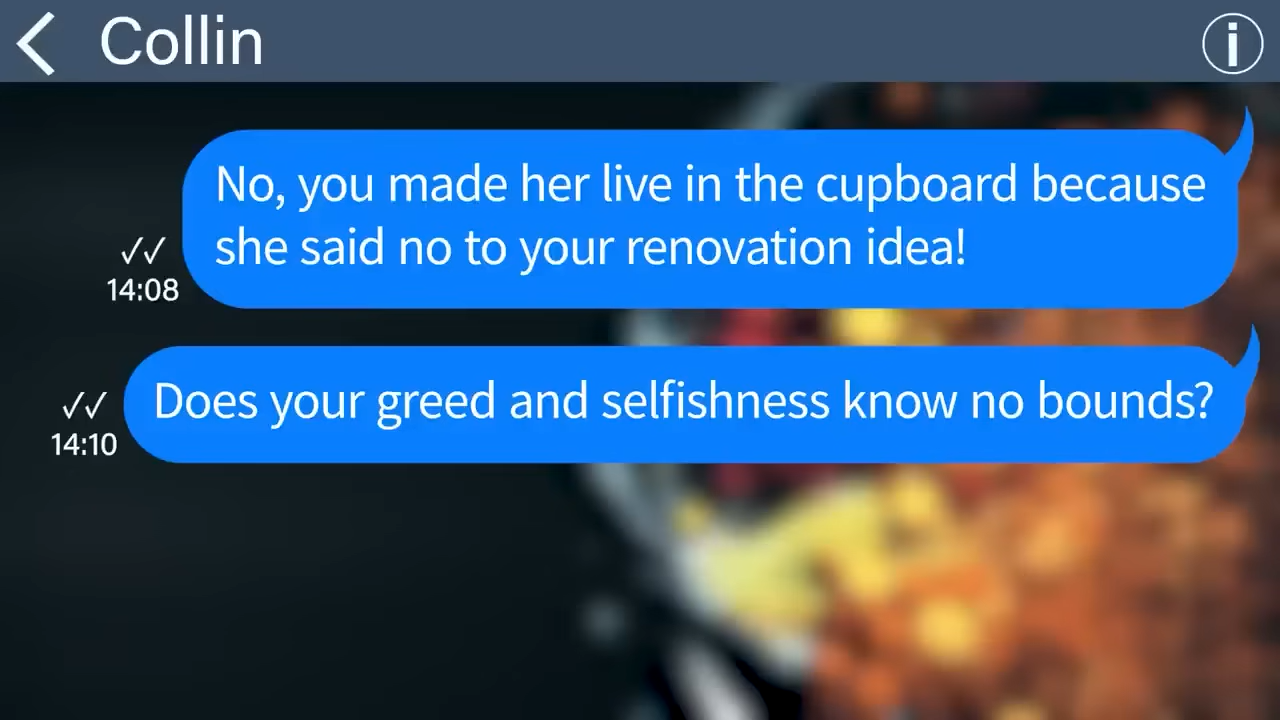 Collin
No, you made her live in the cupboard because
she said no to your renovation idea!
14:08
Does your greed and selfishness know no bounds?
14:10